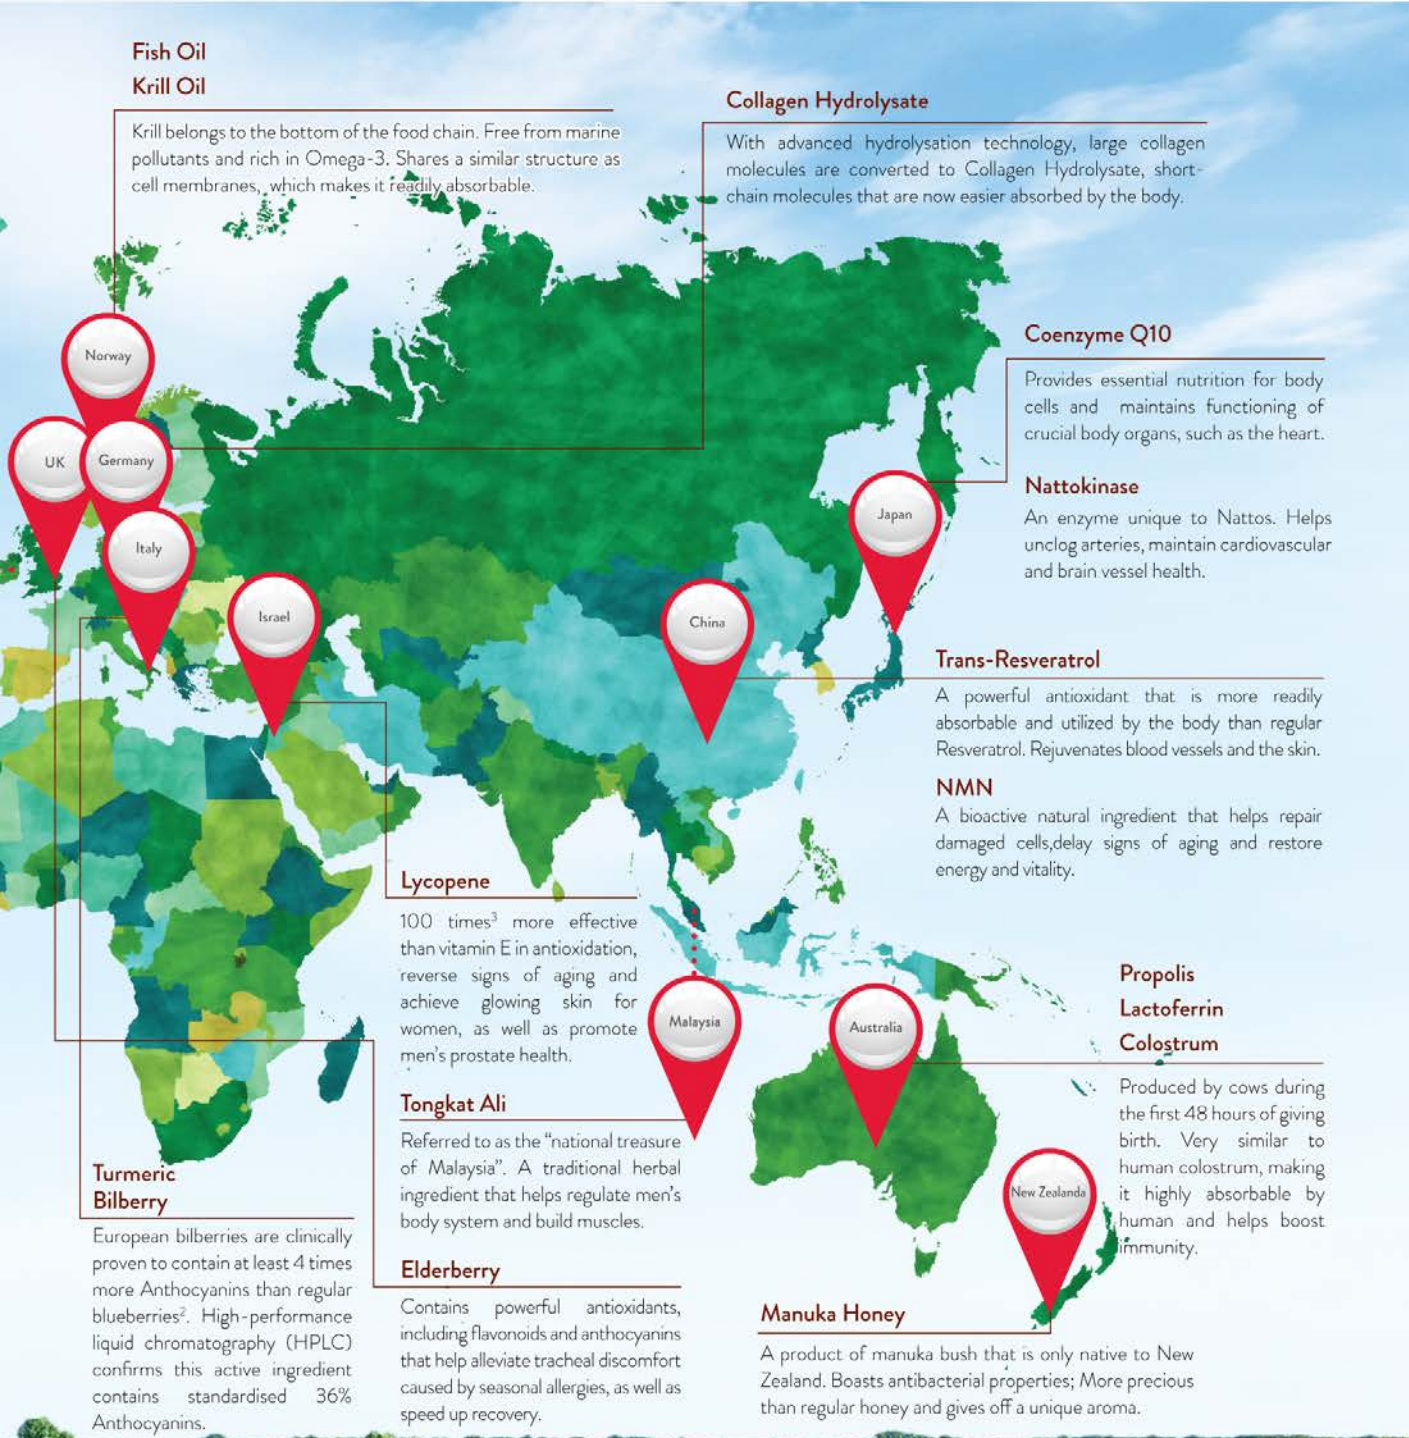 Fish Oil
Krill Oil
Krill belongs to the bottom of the food chain. Free from marine
pollutants and rich in Omega-3. Shares a similar structure as
cell membranes, which makes it readily absorbable.
Collagen Hydrolysate
With advanced hydrolysation technology, large collagen
molecules are converted to Collagen Hydrolysate, short-
chain molecules that are now easier absorbed by the body.
Norway
UK
Germany
Italy
Israel
China
Japan
Coenzyme Q10
Provides essential nutrition for body
cells and maintains functioning of
crucial body organs, such as the heart.
Nattokinase
An enzyme unique to Nattos. Helps
unclog arteries, maintain cardiovascular
and brain vessel health.
Trans-Resveratrol
A powerful antioxidant that is more readily
absorbable and utilized by the body than regular
Resveratrol. Rejuvenates blood vessels and the skin.
NMN
A bioactive natural ingredient that helps repair
damaged cells,delay signs of aging and restore
energy and vitality.
Lycopene
100 times³ more effective
than vitamin E in antioxidation,
reverse signs of aging and
achieve glowing skin for
women, as well as promote
men's prostate health.
Malaysia
Australia
New Zealanda
Propolis
Lactoferrin
Colostrum
Produced by cows during
the first 48 hours of giving
birth. Very similar to
human colostrum, making
it highly absorbable by
human and helps boost
immunity.
Tongkat Ali
Referred to as the “national treasure
of Malaysia”. A traditional herbal
ingredient that helps regulate men's
body system and build muscles.
Turmeric
Bilberry
European bilberries are clinically
proven to contain at least 4 times
more Anthocyanins than regular
blueberries². High-performance
liquid chromatography (HPLC)
confirms this active ingredient
contains standardised 36%
Anthocyanins.
Elderberry
Contains powerful antioxidants,
including flavonoids and anthocyanins
that help alleviate tracheal discomfort
caused by seasonal allergies, as well as
speed up recovery.
Manuka Honey
A product of manuka bush that is only native to New
Zealand. Boasts antibacterial properties; More precious
than regular honey and gives off a unique aroma.